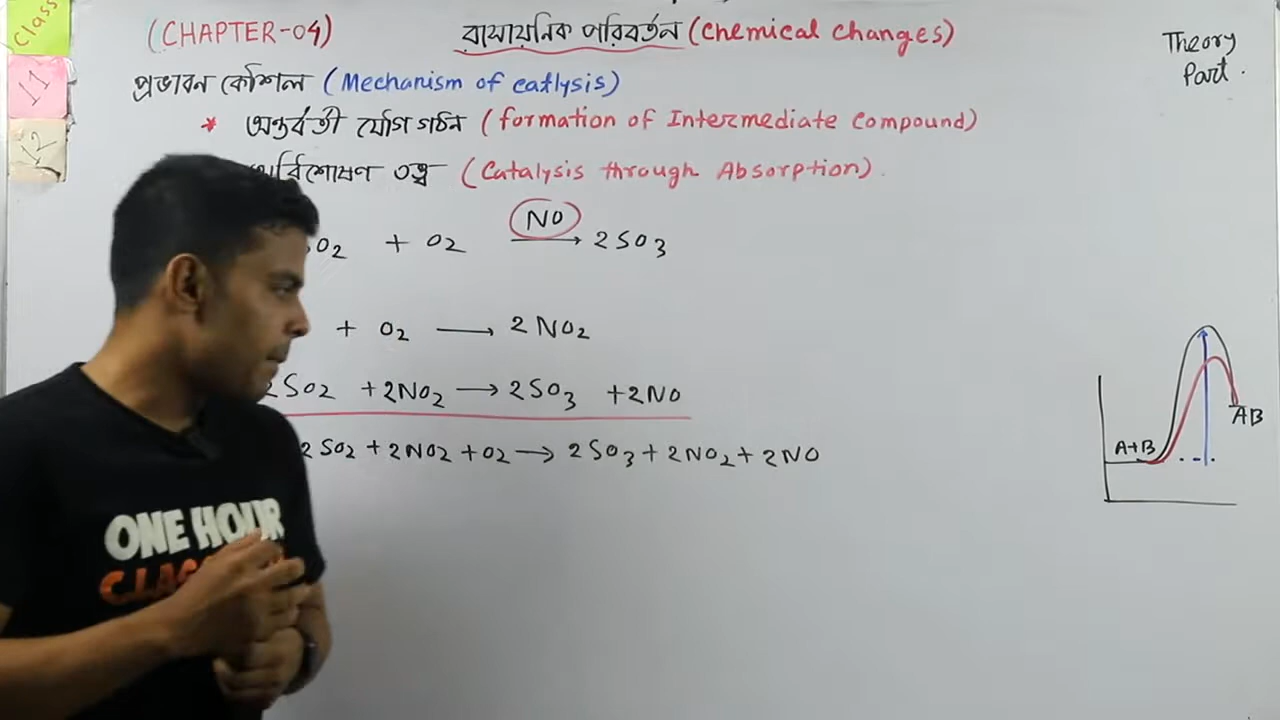 Class
11
12
(CHAPTER-04)
রাসায়নিক পরিবর্তন (Chemical changes)
Theory
Part.
প্রভাবন কৌশল (Mechanism of catlysis)
* অন্তর্বর্তী যৌগ গঠন (formation of Intermediate Compound)
তত্ত্ব (Catalysis through Absorption).
O2 + O2 NO → 2SO3
+ O2 → 2NO2
2SO2 + 2NO2 → 2SO3 + 2NO
2SO2 + 2NO2 + O2 → 2SO3 + 2NO2 + 2NO
A+B
AB
ONE HOUR